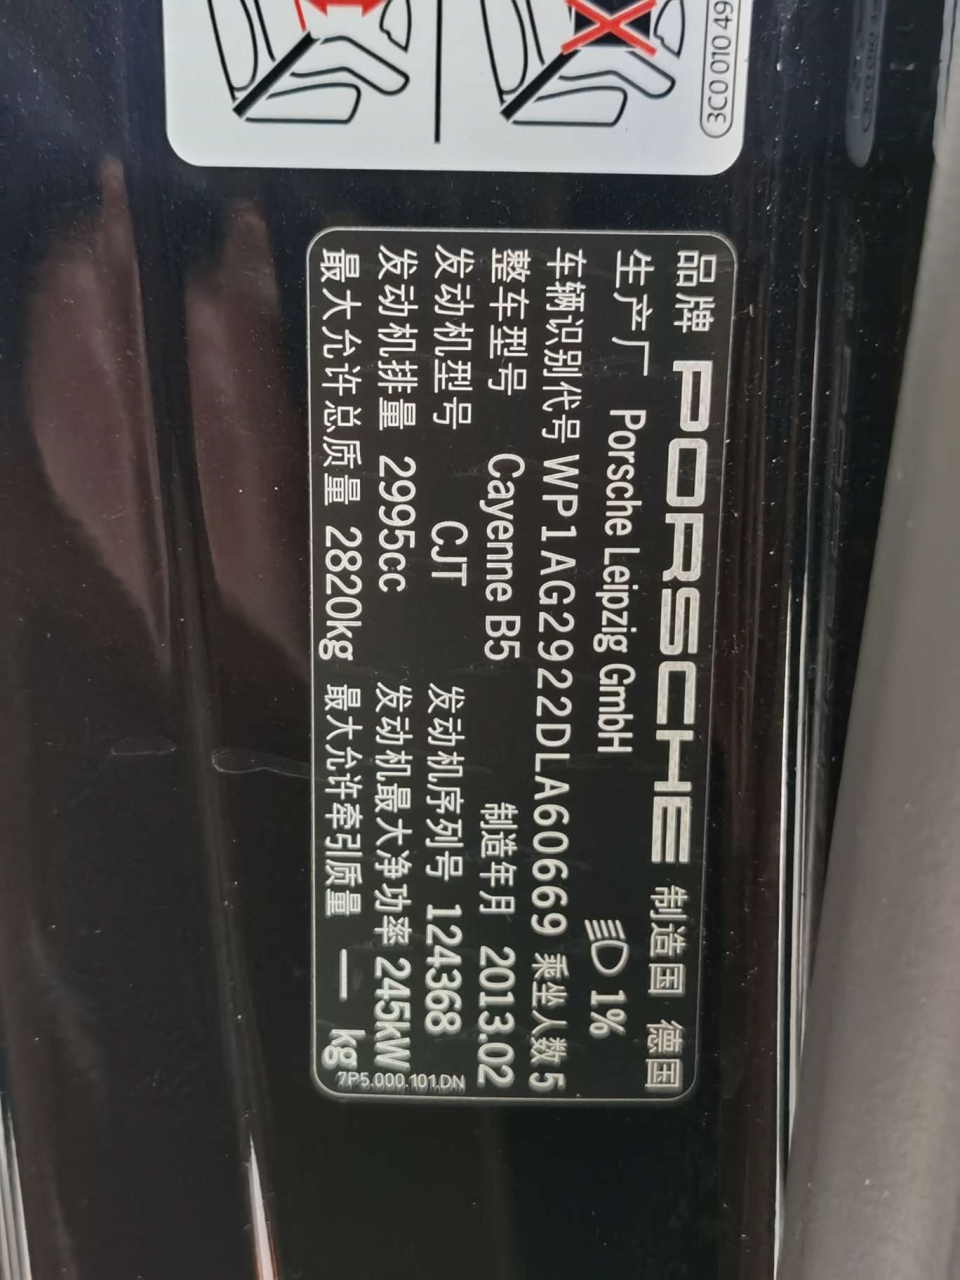 3C0 010 49
品牌 PORSCHE 制造国 德国
生产厂 Porsche Leipzig GmbH 1%
车辆识别代号 WP1AG2922DLA60669 乘坐人数 5
整车型号 Cayenne B5 制造年月 2013.02
发动机型号 CJT 发动机序列号 124368
发动机排量 2995cc 发动机最大净功率 245kW
最大允许总质量 2820kg 最大允许牵引质量 — kg
7P5.000.101.DN